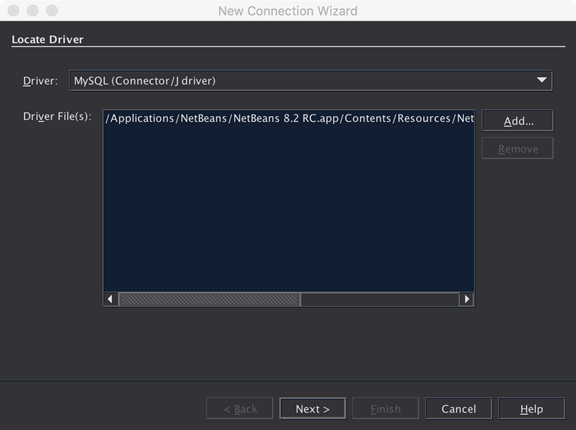 New Connection Wizard
Locate Driver
Driver: MySQL (Connector/J driver)
Driver File(s): /Applications/NetBeans/NetBeans 8.2 RC.app/Contents/Resources/Net
Add...
Remove
< Back Next > Finish Cancel Help